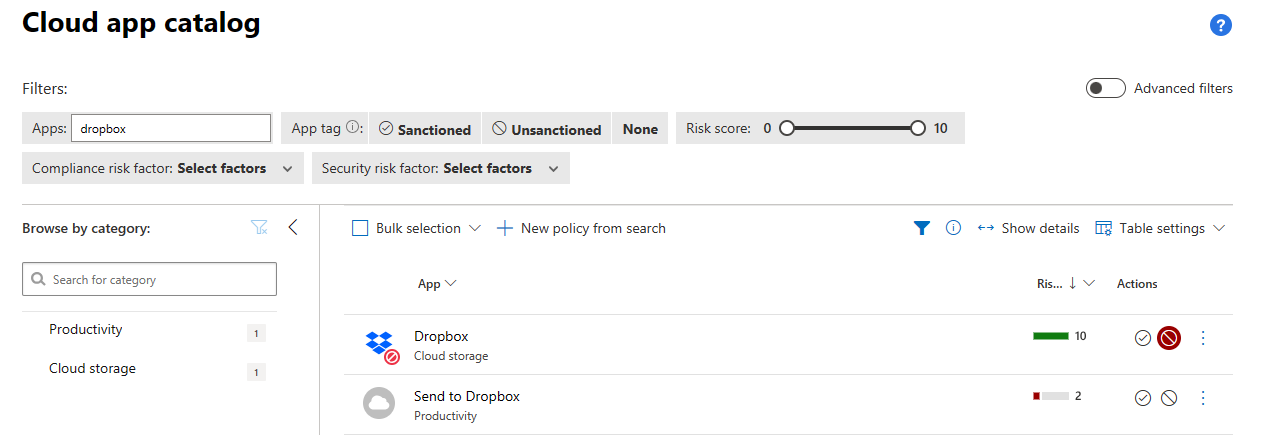 Cloud app catalog
?
Filters:
Advanced filters
Apps: dropbox
App tag : Sanctioned Unsanctioned None
Risk score: 0 10
Compliance risk factor: Select factors
Security risk factor: Select factors
Browse by category:
Bulk selection
New policy from search
Show details
Table settings
Search for category
App
Ris...
Actions
Productivity 1
Cloud storage 1
Dropbox
Cloud storage
10
Send to Dropbox
Productivity
2